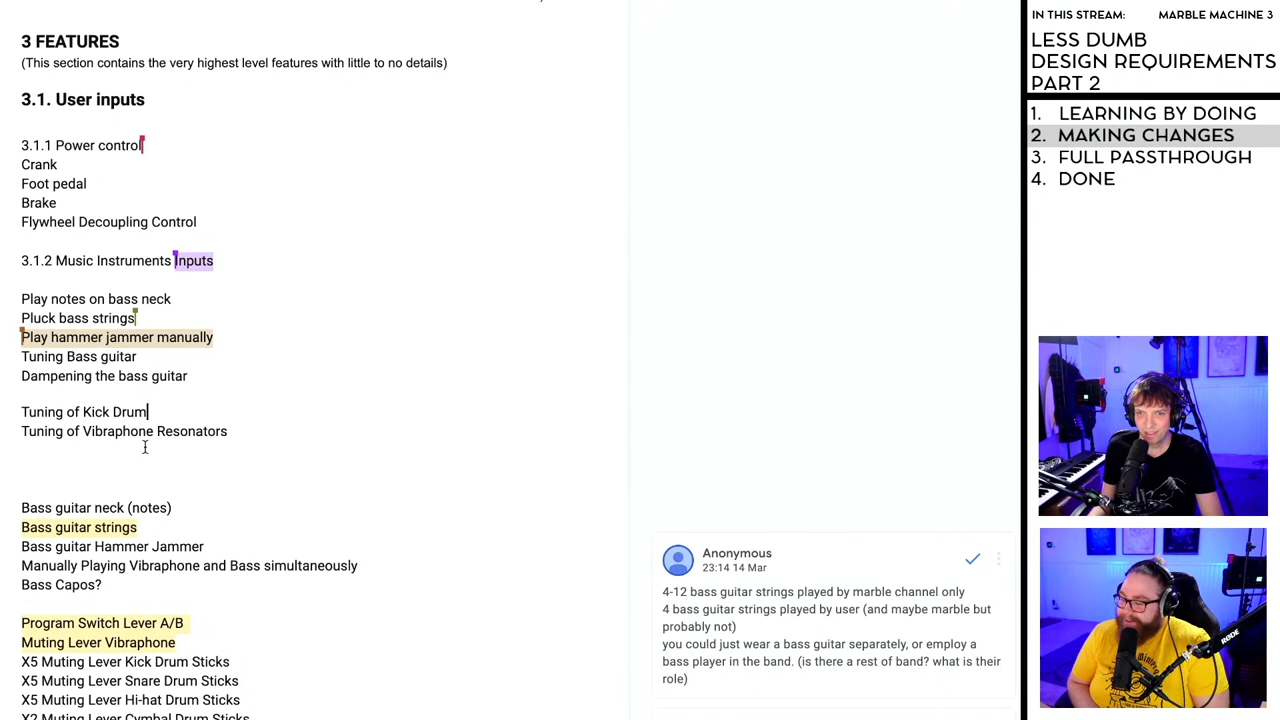 3 FEATURES
(This section contains the very highest level features with little to no details)
3.1. User inputs
3.1.1 Power control
Crank
Foot pedal
Brake
Flywheel Decoupling Control
3.1.2 Music Instruments Inputs
Play notes on bass neck
Pluck bass strings
Play hammer jammer manually
Tuning Bass guitar
Dampening the bass guitar
Tuning of Kick Drum
Tuning of Vibraphone Resonators
Bass guitar neck (notes)
Bass guitar strings
Bass guitar Hammer Jammer
Manually Playing Vibraphone and Bass simultaneously
Bass Capos?
Program Switch Lever A/B
Muting Lever Vibraphone
X5 Muting Lever Kick Drum Sticks
X5 Muting Lever Snare Drum Sticks
X5 Muting Lever Hi-hat Drum Sticks
X2 Muting Lever Cymbal Drum Sticks
Anonymous
23:14 14 Mar
4-12 bass guitar strings played by marble channel only
4 bass guitar strings played by user (and maybe marble but
probably not)
you could just wear a bass guitar separately, or employ a
bass player in the band. (is there a rest of band? what is their
role)
IN THIS STREAM: MARBLE MACHINE 3
LESS DUMB
DESIGN REQUIREMENTS
PART 2
1. LEARNING BY DOING
2. MAKING CHANGES
3. FULL PASSTHROUGH
4. DONE
RØDE